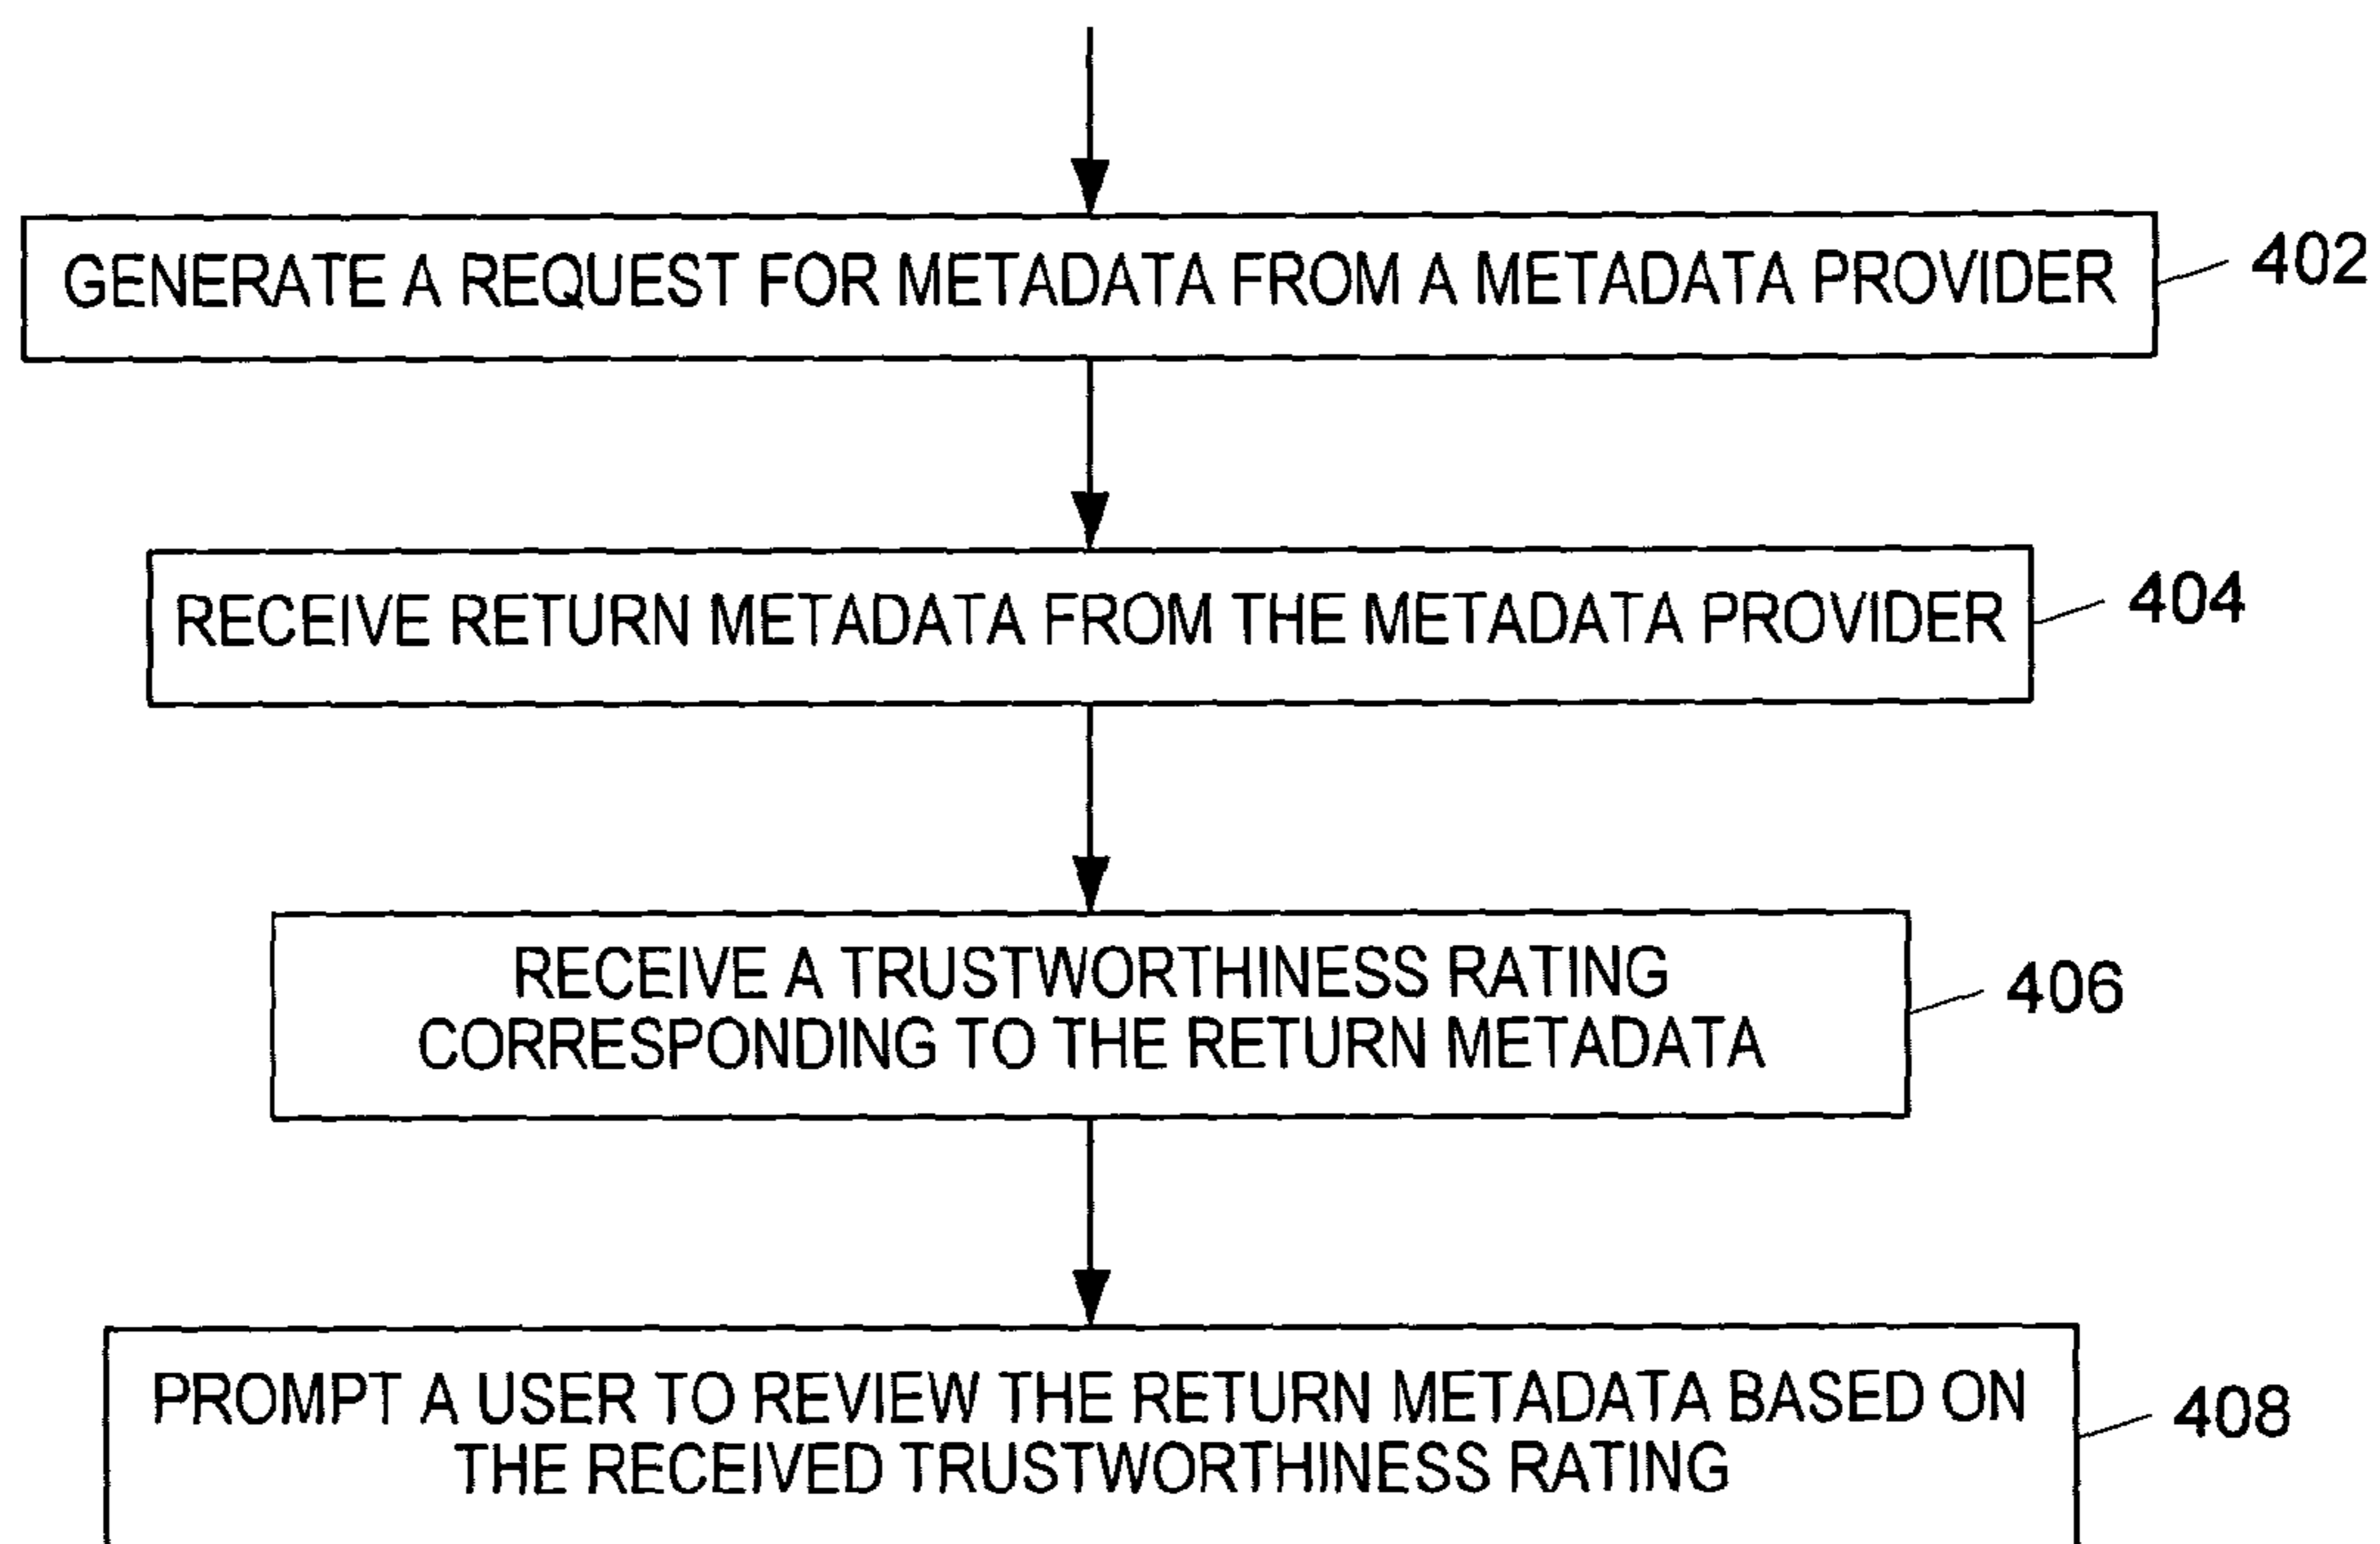 GENERATE A REQUEST FOR METADATA FROM A METADATA PROVIDER
402
RECEIVE RETURN METADATA FROM THE METADATA PROVIDER
404
RECEIVE A TRUSTWORTHINESS RATING
CORRESPONDING TO THE RETURN METADATA
406
PROMPT A USER TO REVIEW THE RETURN METADATA BASED ON
THE RECEIVED TRUSTWORTHINESS RATING
408